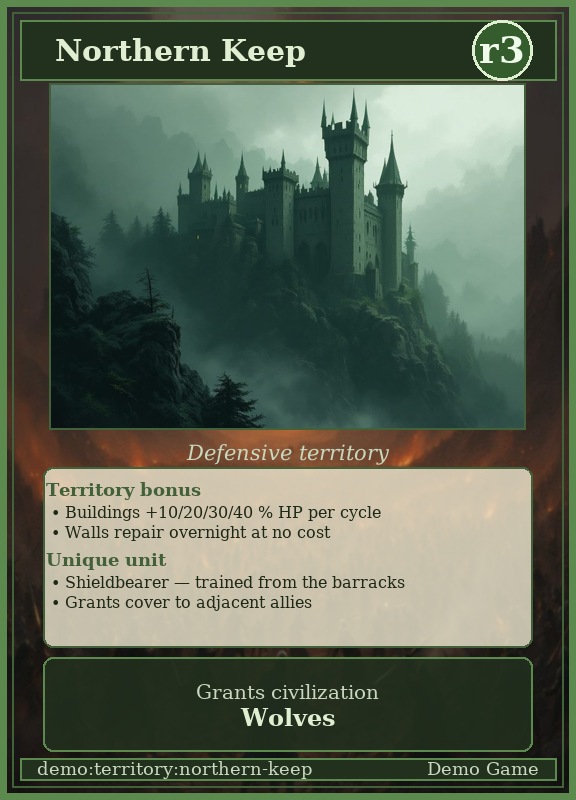 Northern Keep
r3
Defensive territory
Territory bonus
• Buildings +10/20/30/40 % HP per cycle
• Walls repair overnight at no cost
Unique unit
• Shieldbearer — trained from the barracks
• Grants cover to adjacent allies
Grants civilization
Wolves
demo:territory:northern-keep
Demo Game